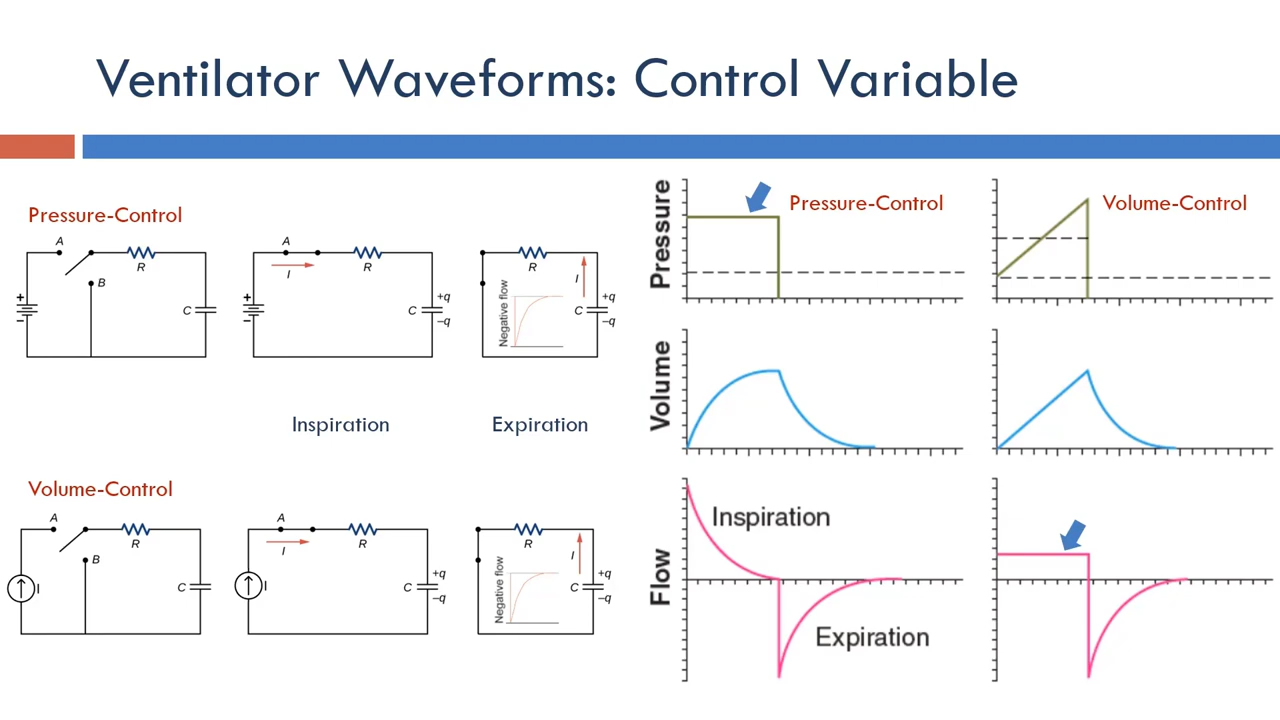 Ventilator Waveforms: Control Variable
Pressure-Control
A
B
R
C
+
−
A
I
R
C
+q
−q
+
−
R
I
C
+q
−q
Negative flow
Inspiration
Expiration
Volume-Control
A
B
R
C
I
A
I
R
C
+q
−q
I
R
I
C
+q
−q
Negative flow
Pressure
Pressure-Control
Volume-Control
Volume
Flow
Inspiration
Expiration